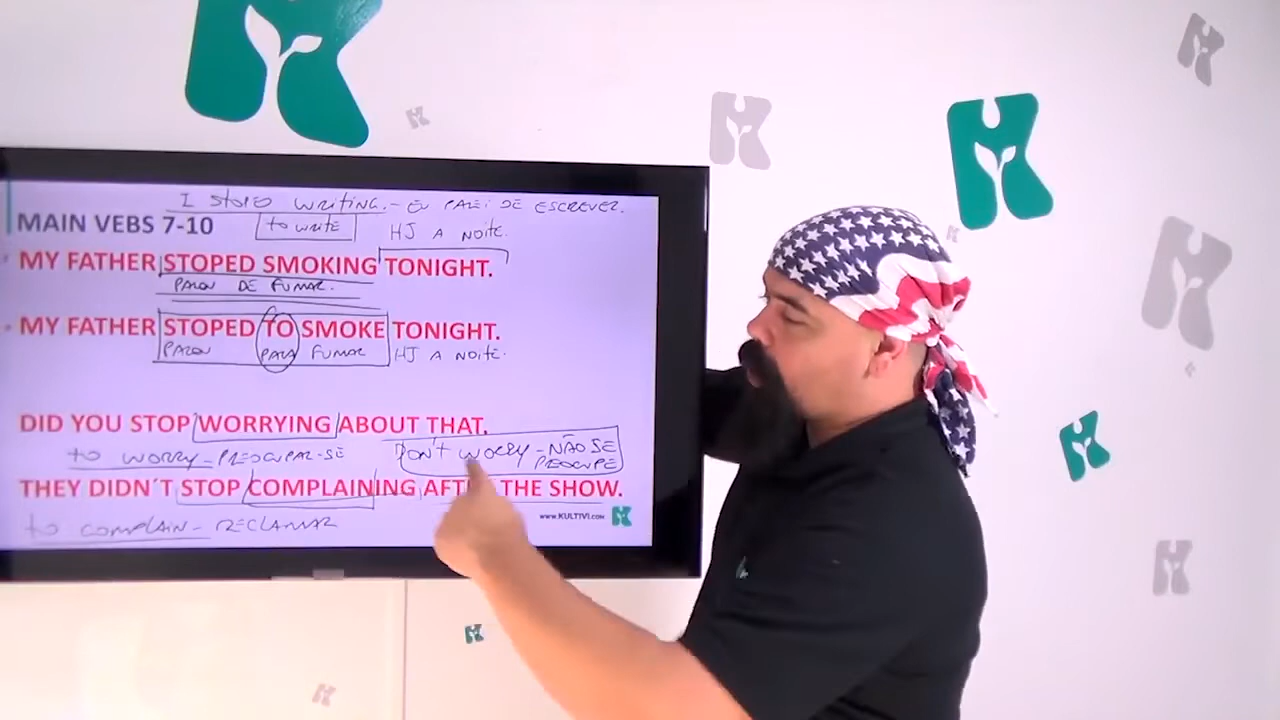 I STOPED WRITING. - EU PAREI DE ESCREVER.
MAIN VEBS 7-10
to write
HJ A NOITE.
MY FATHER STOPED SMOKING TONIGHT.
PAROU DE FUMAR.
MY FATHER STOPED TO SMOKE TONIGHT.
PAROU PARA FUMAR HJ A NOITE.
DID YOU STOP WORRYING ABOUT THAT.
to worry - PREOCUPAR-SE
DON'T WORRY - NÃO SE PREOCUPE
THEY DIDN´T STOP COMPLAINING THE SHOW.
www.KULTIVI.com
to complain - RECLAMAR